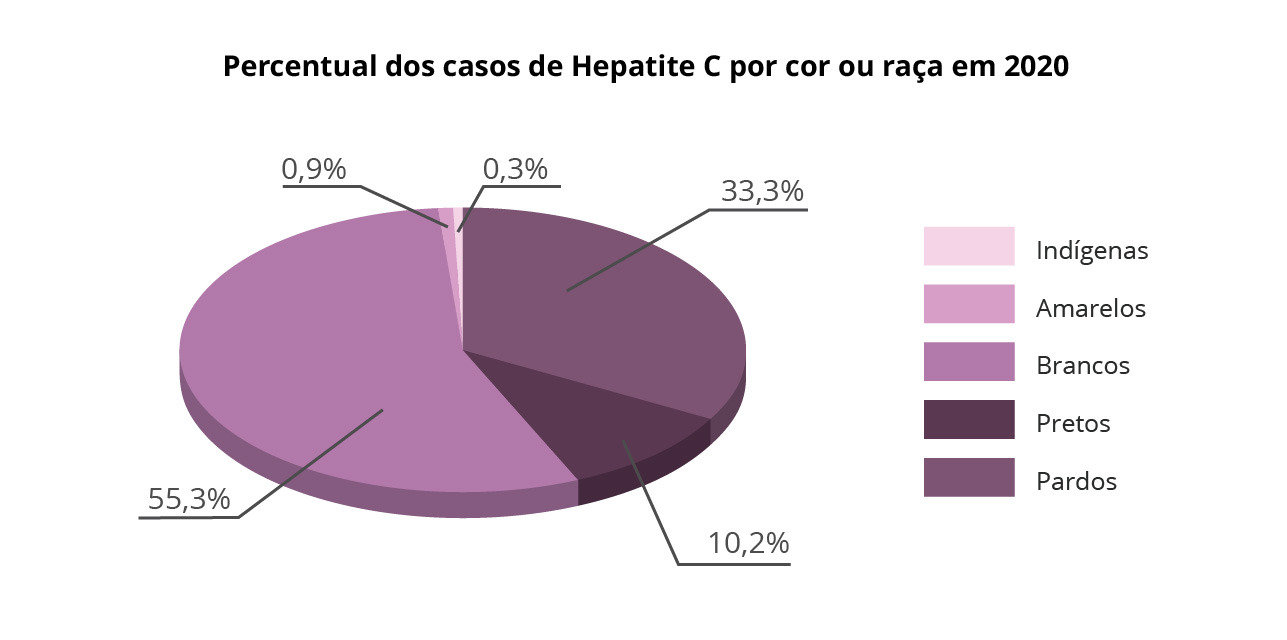 Percentual dos casos de Hepatite C por cor ou raça em 2020
0,9%
0,3%
33,3%
55,3%
10,2%
Indígenas
Amarelos
Brancos
Pretos
Pardos